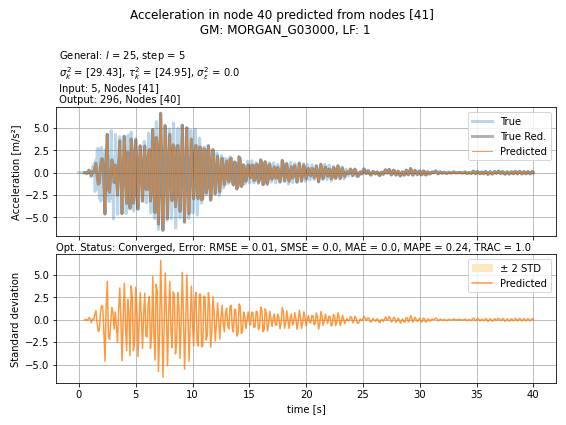 Acceleration in node 40 predicted from nodes [41]
GM: MORGAN_G03000, LF: 1
General: l = 25, step = 5
σ²ₖ = [29.43], τ²ₖ = [24.95], σ²ε = 0.0
Input: 5, Nodes [41]
Output: 296, Nodes [40]
Acceleration [m/s²]
5.0
2.5
0.0
−2.5
−5.0
True
True Red.
Predicted
Opt. Status: Converged, Error: RMSE = 0.01, SMSE = 0.0, MAE = 0.0, MAPE = 0.24, TRAC = 1.0
Standard deviation
5.0
2.5
0.0
−2.5
−5.0
± 2 STD
Predicted
0 5 10 15 20 25 30 35 40
time [s]